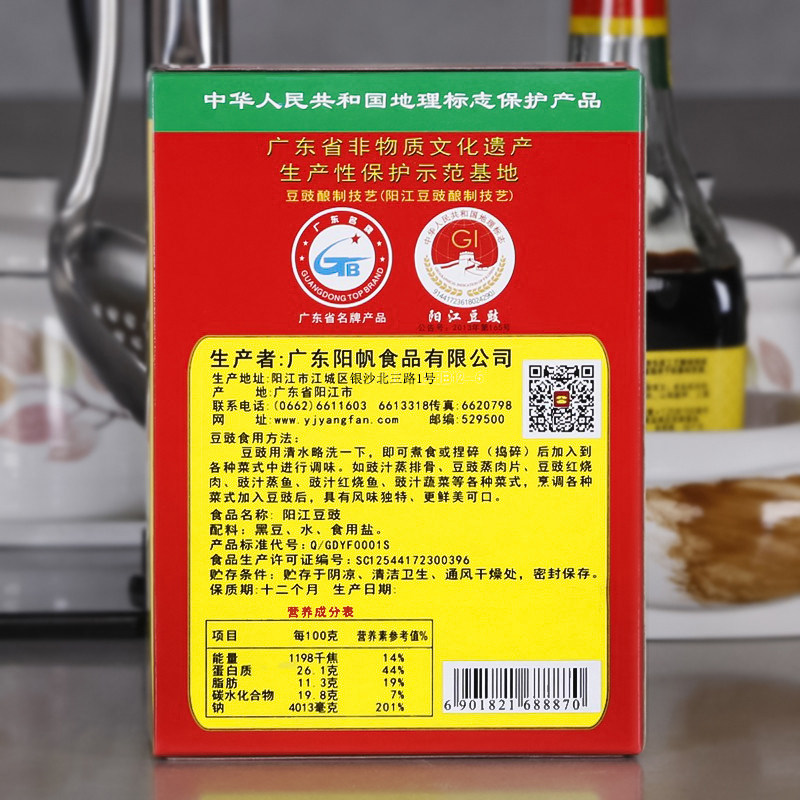 中华人民共和国地理标志保护产品
广东省非物质文化遗产
生产性保护示范基地
豆豉酿制技艺(阳江豆豉酿制技艺)
广东名牌
GTB
GUANGDONG TOP BRAND
广东省名牌产品
中华人民共和国地理标志
GI
阳江豆豉
生产者:广东阳帆食品有限公司
生产地址:阳江市江城区银沙北三路1号
产 地:广东省阳江市
联系电话:(0662)6611603 6613318传真:6620798
网 址:www.yjyangfan.com 邮编:529500
豆豉食用方法:
豆豉用清水略洗一下,即可煮食或捏碎(捣碎)后加入到
各种菜式中进行调味。如豉汁蒸排骨、豆豉蒸肉片、豆豉红烧
肉、豉汁蒸鱼、豉汁红烧鱼、豉汁蔬菜等各种菜式,烹调各种
菜式加入豆豉后,具有风味独特、更鲜美可口。
食品名称:阳江豆豉
配料:黑豆、水、食用盐。
产品标准代号:Q/GDYF0001S
食品生产许可证编号:SC12544172300396
贮存条件:贮存于阴凉、清洁卫生、通风干燥处,密封保存。
保质期:十二个月 生产日期:
营养成分表
项目 每100克 营养素参考值%
能量 1198千焦 14%
蛋白质 26.1克 44%
脂肪 11.3克 19%
碳水化合物 19.8克 7%
钠 4013毫克 201%
6 901821 688870